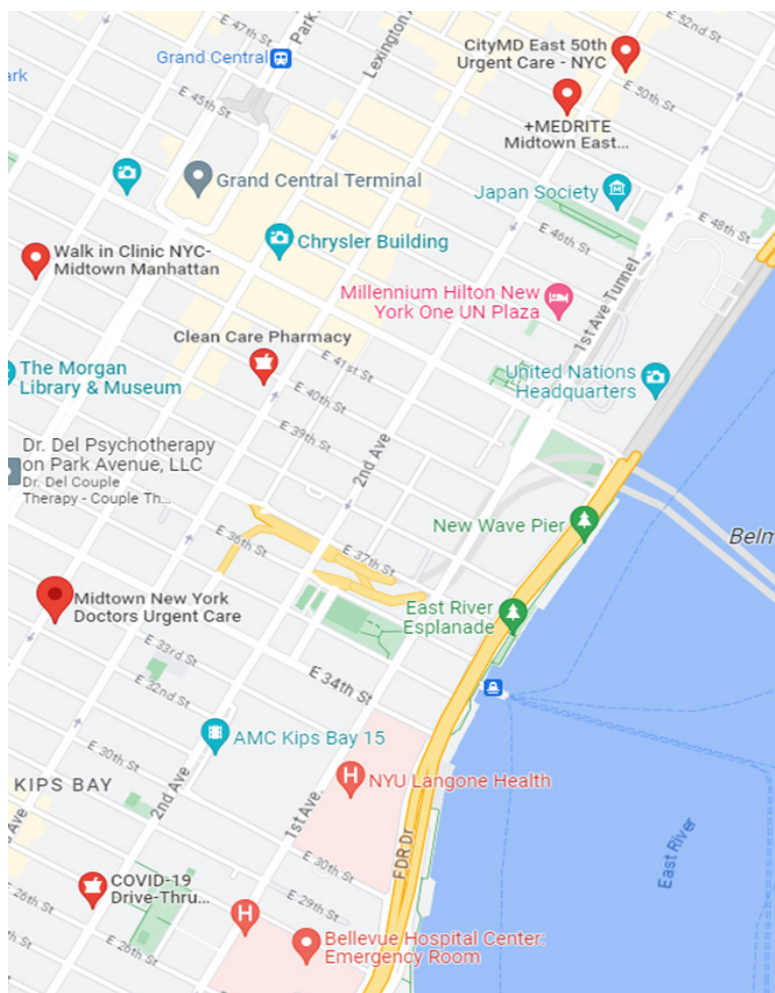 E 47th St
Park
Lexington
E 52nd St
Grand Central
CityMD East 50th
Urgent Care - NYC
ark
E 45th St
E 50th St
+MEDRITE
Midtown East...
Grand Central Terminal
Japan Society
E 48th St
Chrysler Building
E 46th St
Walk in Clinic NYC-
Midtown Manhattan
Millennium Hilton New
York One UN Plaza
1st Ave Tunnel
Clean Care Pharmacy
E 41st St
The Morgan
Library & Museum
United Nations
Headquarters
E 40th St
E 39th St
2nd Ave
Dr. Del Psychotherapy
on Park Avenue, LLC
Dr. Del Couple
Therapy - Couple Th...
New Wave Pier
Belm
E 36th St
E 37th St
Midtown New York
Doctors Urgent Care
East River
Esplanade
E 33rd St
E 34th St
E 32nd St
AMC Kips Bay 15
E 30th St
NYU Langone Health
KIPS BAY
2nd Ave
1st Ave
FDR Dr
East River
Ave
E 30th St
COVID-19
Drive-Thru...
E 26th St
E 29th St
E 26th St
Bellevue Hospital Center:
Emergency Room